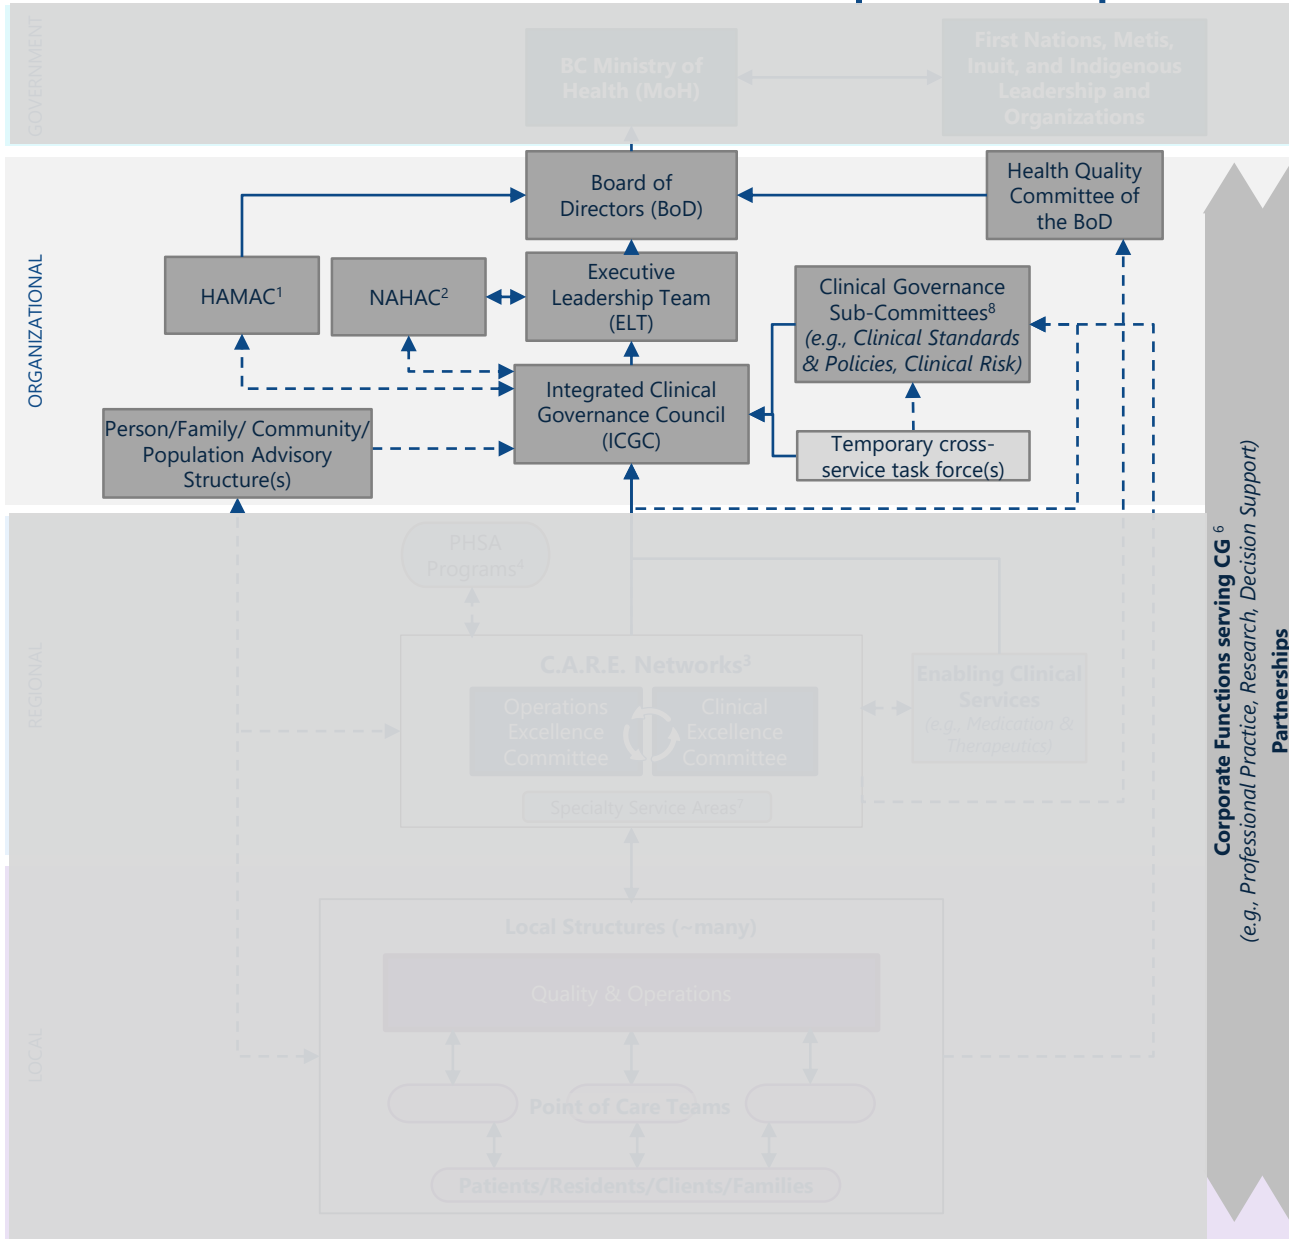 GOVERNMENT
BC Ministry of
Health (MoH)
First Nations, Metis,
Inuit, and Indigenous
Leadership and
Organizations
ORGANIZATIONAL
Board of
Directors (BoD)
Health Quality
Committee of
the BoD
HAMAC¹
NAHAC²
Executive
Leadership Team
(ELT)
Clinical Governance
Sub-Committees⁸
(e.g., Clinical Standards
& Policies, Clinical Risk)
Integrated Clinical
Governance Council
(ICGC)
Person/Family/ Community/
Population Advisory
Structure(s)
Temporary cross-
service task force(s)
REGIONAL
PHSA
Programs⁴
C.A.R.E. Networks³
Operations
Excellence
Committee
Clinical
Excellence
Committee
Specialty Service Areas⁷
Enabling Clinical
Services
(e.g., Medication &
Therapeutics)
LOCAL
Local Structures (~many)
Quality & Operations
Point of Care Teams
Patients/Residents/Clients/Families
Corporate Functions serving CG ⁶
(e.g., Professional Practice, Research, Decision Support)
Partnerships